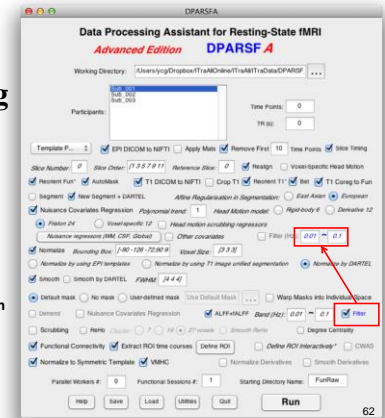 DPARSFA
Data Processing Assistant for Resting-State fMRI
Advanced Edition DPARSF A
Working Directory: /Users/ycg/Dropbox/ITraAllOnline/ITraAll/ITraData/DPARSF ...
Sub_001
Sub_002
Sub_003
Participants:
Time Points: 0
TR (s): 0
Template P... EPI DICOM to NIFTI Apply Mats Remove First 10 Time Points Slice Timing
Slice Number: 0 Slice Order: [1 3 5 7 9 11 Reference Slice: 0 Realign Voxel-Specific Head Motion
Reorient Fun* AutoMask T1 DICOM to NIFTI Crop T1 Reorient T1* Bet T1 Coreg to Fun
Segment New Segment + DARTEL Affine Regularisation in Segmentation: East Asian European
Nuisance Covariates Regression Polynomial trend: 1 Head Motion model: Rigid-body 6 Derivative 12
Friston 24 Voxel-specific 12 Head motion scrubbing regressors
Nuisance regressors (WM, CSF, Global) Other covariates Filter (Hz) 0.01 ~ 0.1
Normalize Bounding Box: [-90 -126 -72;90 9 Voxel Size: [3 3 3]
Normalize by using EPI templates Normalize by using T1 image unified segmentation Normalize by DARTEL
Smooth Smooth by DARTEL FWHM: [4 4 4]
Default mask No mask User-defined mask Use Default Mask ... Warp Masks into Individual Space
Detrend Nuisance Covariates Regression ALFF+fALFF Band (Hz): 0.01 ~ 0.1 Filter
Scrubbing ReHo Cluster 7 19 27 voxels Smooth ReHo Degree Centrality
Functional Connectivity Extract ROI time courses Define ROI Define ROI Interactively* CWAS
Normalize to Symmetric Template VMHC Normalize Derivatives Smooth Derivatives
Parallel Workers #: 0 Functional Sessions #: 1 Starting Directory Name: FunRaw
Help Save Load Utilities Quit Run
62